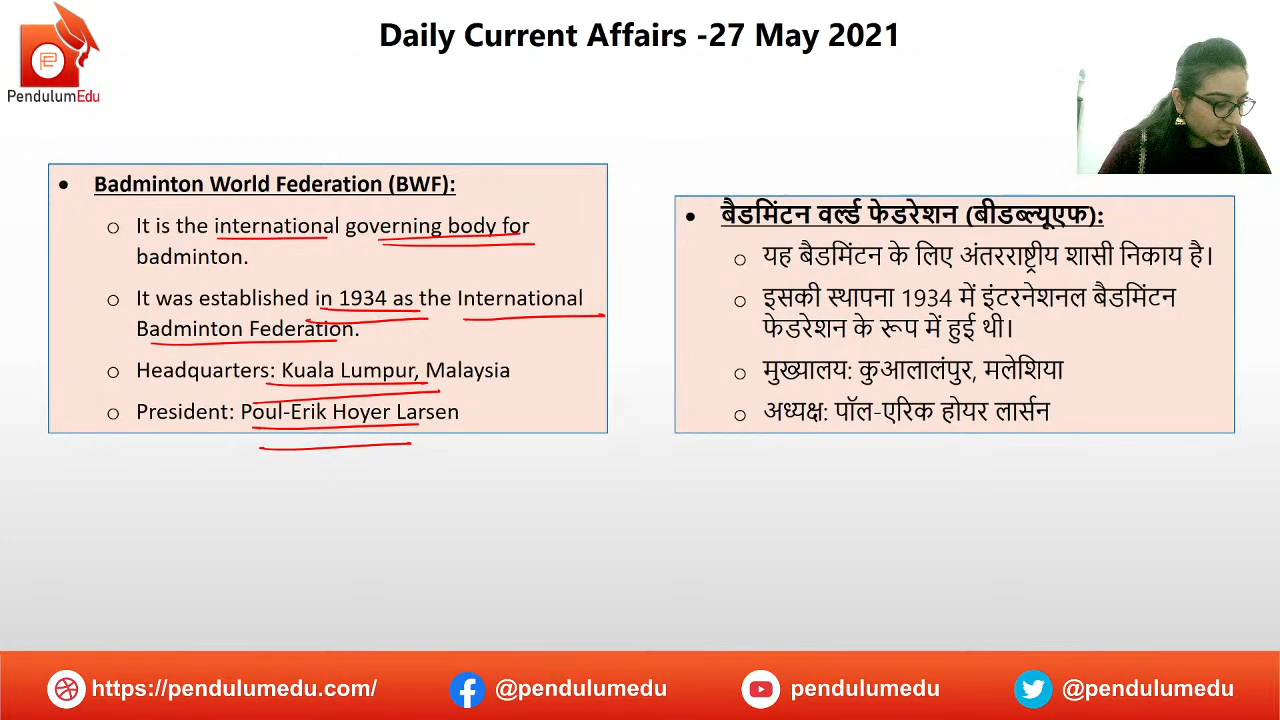 Daily Current Affairs -27 May 2021
PendulumEdu
Badminton World Federation (BWF):
It is the international governing body for
badminton.
It was established in 1934 as the International
Badminton Federation.
Headquarters: Kuala Lumpur, Malaysia
President: Poul-Erik Hoyer Larsen
बैडमिंटन वर्ल्ड फेडरेशन (बीडब्ल्यूएफ):
यह बैडमिंटन के लिए अंतरराष्ट्रीय शासी निकाय है।
इसकी स्थापना 1934 में इंटरनेशनल बैडमिंटन
फेडरेशन के रूप में हुई थी।
मुख्यालय: कुआलालंपुर, मलेशिया
अध्यक्ष: पॉल-एरिक होयर लार्सन
https://pendulumedu.com/
@pendulumedu
pendulumedu
@pendulumedu